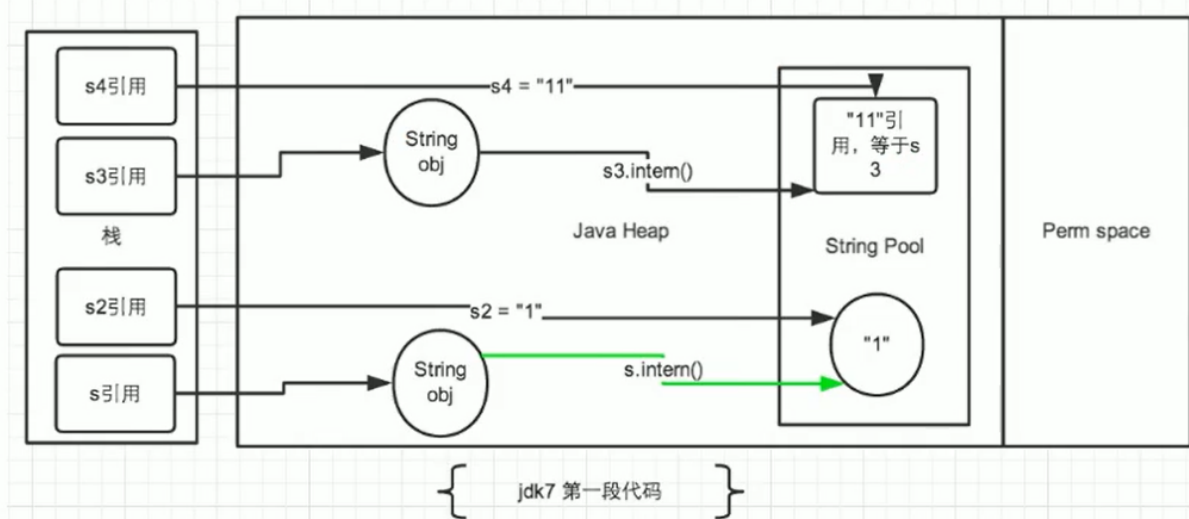 s4引用
s4 = "11"
"11"引
用，等于s
3
String
obj
s3引用
s3.intern()
栈
Java Heap
String Pool
Perm space
s2引用
s2 = "1"
"1"
String
obj
s.intern()
s引用
jdk7 第一段代码